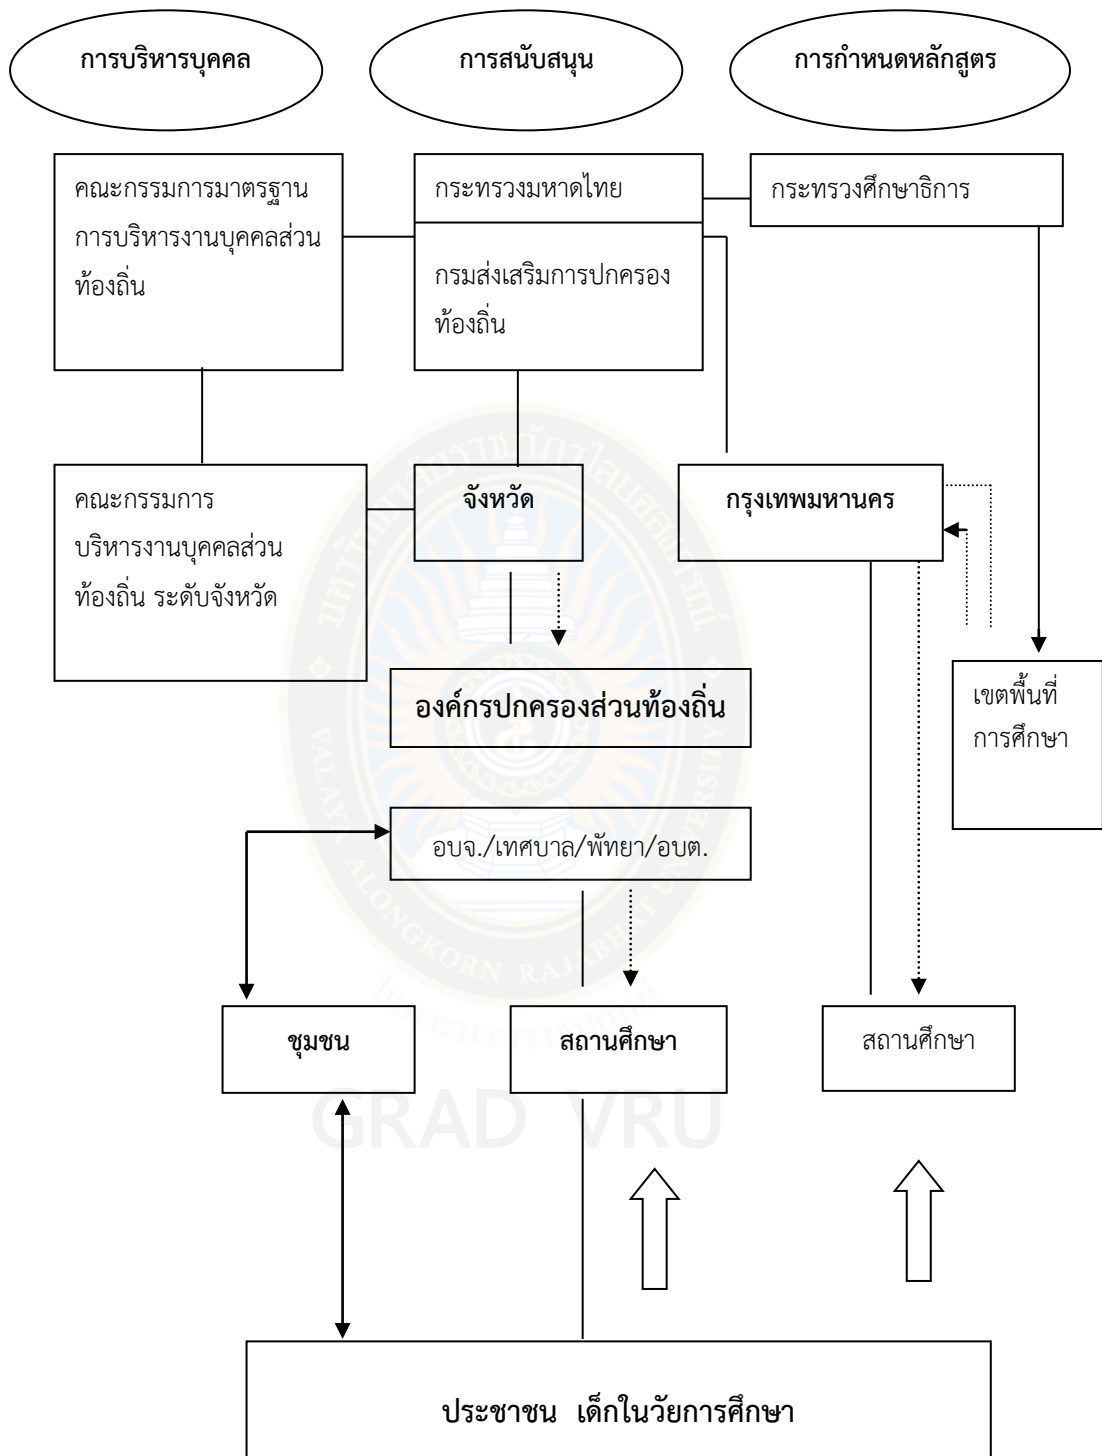 การบริหารบุคคล
การสนับสนุน
การกำหนดหลักสูตร
คณะกรรมการมาตรฐาน
การบริหารงานบุคคลส่วน
ท้องถิ่น
กระทรวงมหาดไทย
กรมส่งเสริมการปกครอง
ท้องถิ่น
กระทรวงศึกษาธิการ
คณะกรรมการ
บริหารงานบุคคลส่วน
ท้องถิ่น ระดับจังหวัด
จังหวัด
กรุงเทพมหานคร
องค์กรปกครองส่วนท้องถิ่น
เขตพื้นที่
การศึกษา
อบจ./เทศบาล/พัทยา/อบต.
ชุมชน
สถานศึกษา
สถานศึกษา
ประชาชน เด็กในวัยการศึกษา
VALAY ALONGKORN RAJABHAT UNIVERSITY
GRAD VRU